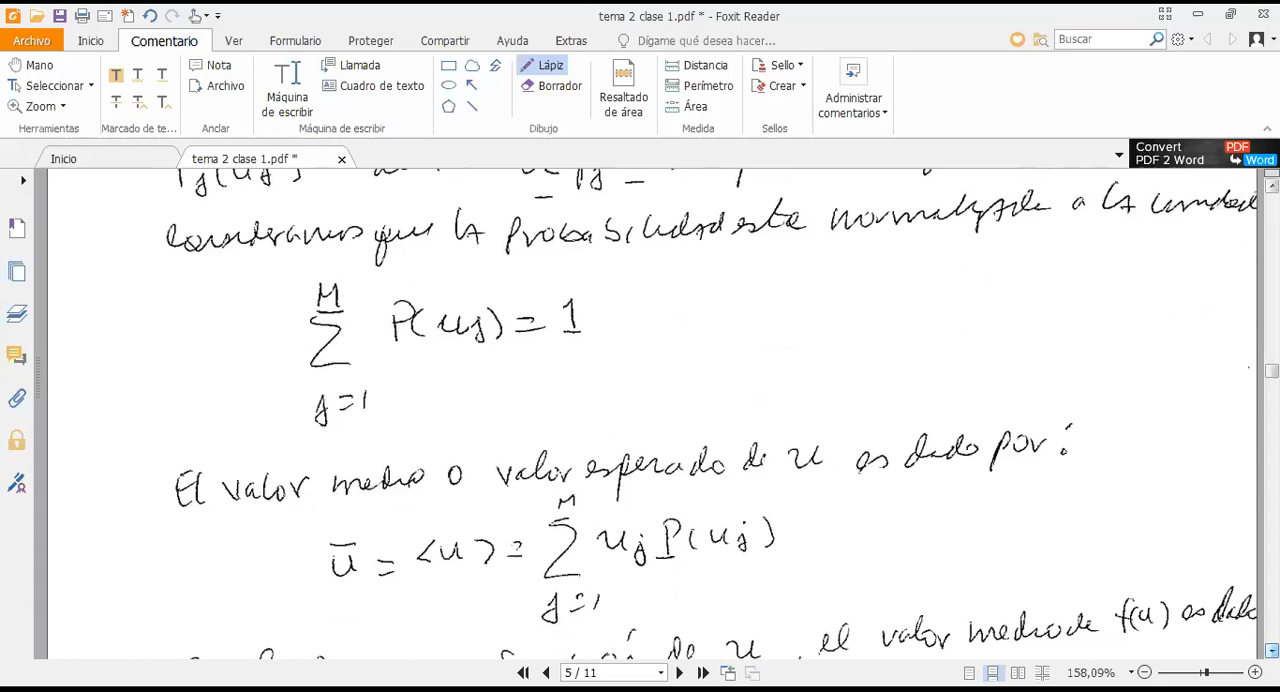 tema 2 clase 1.pdf * - Foxit Reader
Archivo Inicio Comentario Ver Formulario Proteger Compartir Ayuda Extras Dígame qué desea hacer... Buscar
Mano
Seleccionar
Zoom
Herramientas
T T T
T T T
Marcado de te...
Nota
Archivo
Anclar
Máquina de escribir
Llamada
Cuadro de texto
Máquina de escribir
Lápiz
Borrador
Dibujo
Resaltado de área
Distancia
Perímetro
Área
Medida
Sello
Crear
Sellos
Administrar comentarios
Inicio
tema 2 clase 1.pdf *
Convert PDF
PDF 2 Word Word
consideramos que la probabilidad esta normalizada a la unidad
M
∑ P(uj) = 1
j=1
El valor medio o valor esperado de u es dado por:
M
ū = <u> = ∑ uj P(uj)
j=1
de u, el valor medio de f(u) es dado
5 / 11
158,09%